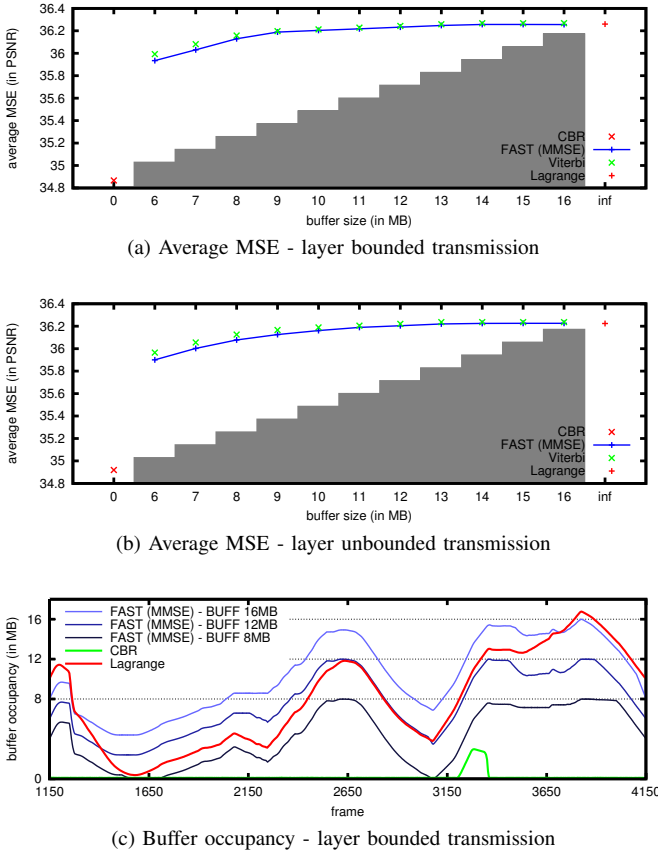 36.4
36.2
36
35.8
35.6
35.4
35.2
35
34.8
average MSE (in PSNR)
0 6 7 8 9 10 11 12 13 14 15 16 inf
buffer size (in MB)
CBR
FAST (MMSE)
Viterbi
Lagrange
(a) Average MSE - layer bounded transmission
36.4
36.2
36
35.8
35.6
35.4
35.2
35
34.8
average MSE (in PSNR)
0 6 7 8 9 10 11 12 13 14 15 16 inf
buffer size (in MB)
CBR
FAST (MMSE)
Viterbi
Lagrange
(b) Average MSE - layer unbounded transmission
16
12
8
0
buffer occupancy (in MB)
FAST (MMSE) - BUFF 16MB
FAST (MMSE) - BUFF 12MB
FAST (MMSE) - BUFF 8MB
CBR
Lagrange
1150 1650 2150 2650 3150 3650 4150
frame
(c) Buffer occupancy - layer bounded transmission